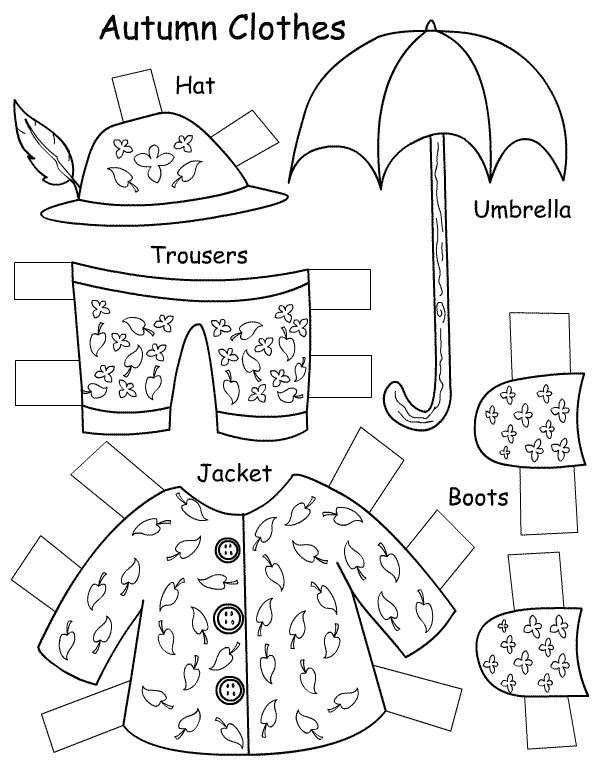 Autumn Clothes
Hat
Umbrella
Trousers
Jacket
Boots